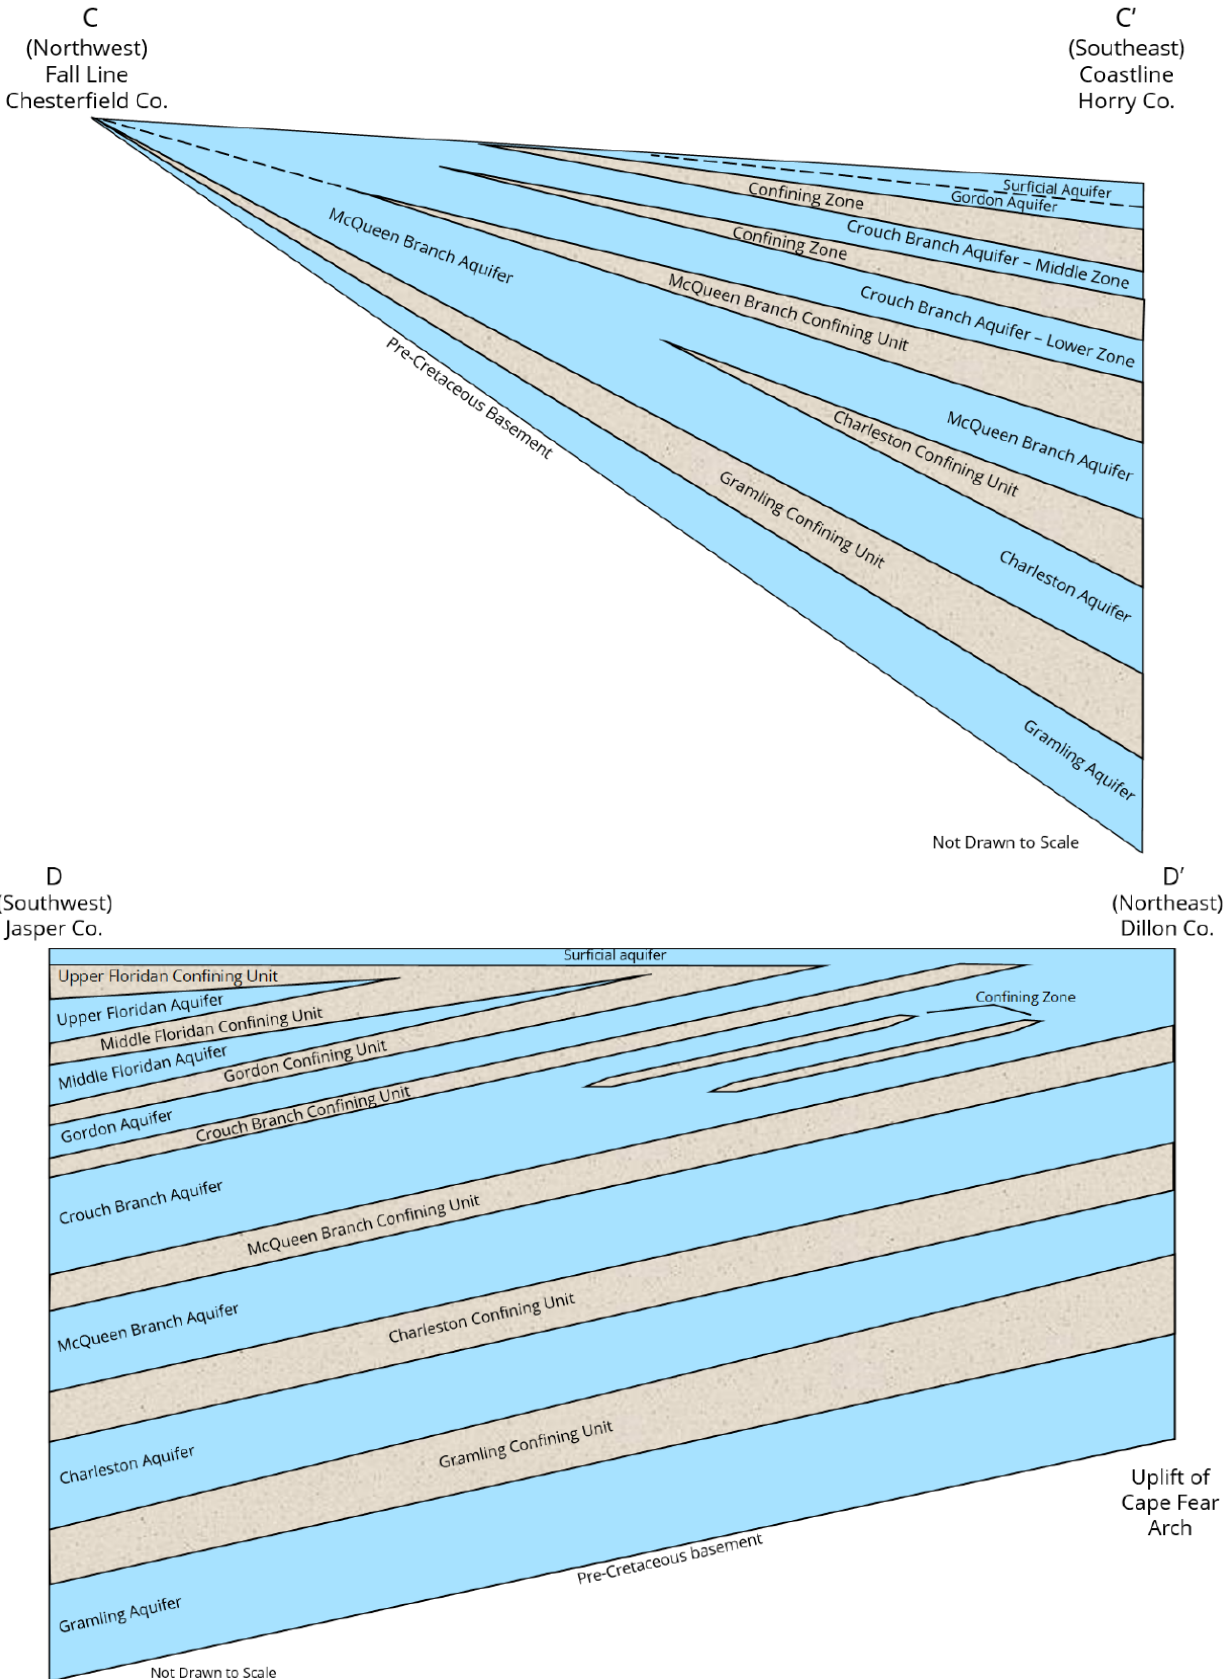 C
(Northwest)
Fall Line
Chesterfield Co.
C’
(Southeast)
Coastline
Horry Co.
Surficial Aquifer
Gordon Aquifer
Confining Zone
Crouch Branch Aquifer – Middle Zone
Confining Zone
Crouch Branch Aquifer – Lower Zone
McQueen Branch Aquifer
McQueen Branch Confining Unit
Pre-Cretaceous Basement
McQueen Branch Aquifer
Charleston Confining Unit
Gramling Confining Unit
Charleston Aquifer
Gramling Aquifer
Not Drawn to Scale
D
(Southwest)
Jasper Co.
D’
(Northeast)
Dillon Co.
Surficial aquifer
Upper Floridan Confining Unit
Upper Floridan Aquifer
Confining Zone
Middle Floridan Confining Unit
Middle Floridan Aquifer
Gordon Confining Unit
Gordon Aquifer
Crouch Branch Confining Unit
Crouch Branch Aquifer
McQueen Branch Confining Unit
McQueen Branch Aquifer
Charleston Confining Unit
Charleston Aquifer
Gramling Confining Unit
Uplift of
Cape Fear
Arch
Pre-Cretaceous basement
Gramling Aquifer
Not Drawn to Scale